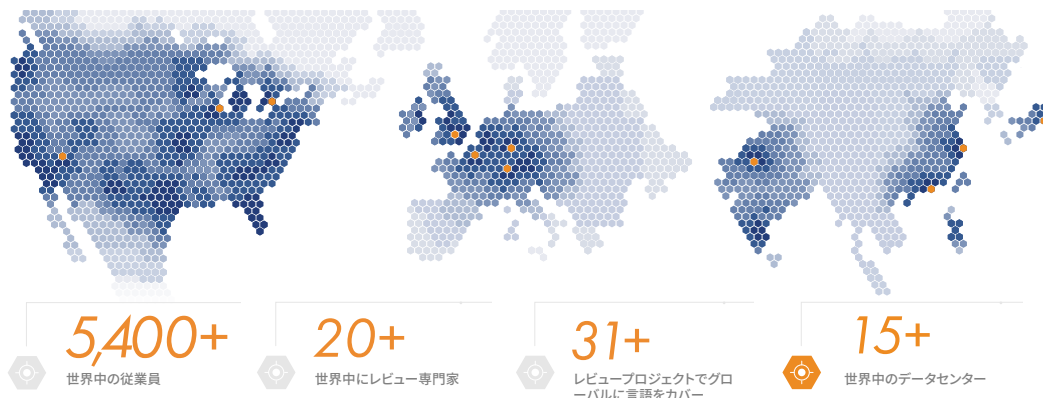 5,400+
世界中の従業員
20+
世界中にレビュー専門家
31+
レビュープロジェクトでグロ
ーバルに言語をカバー
15+
世界中のデータセンター